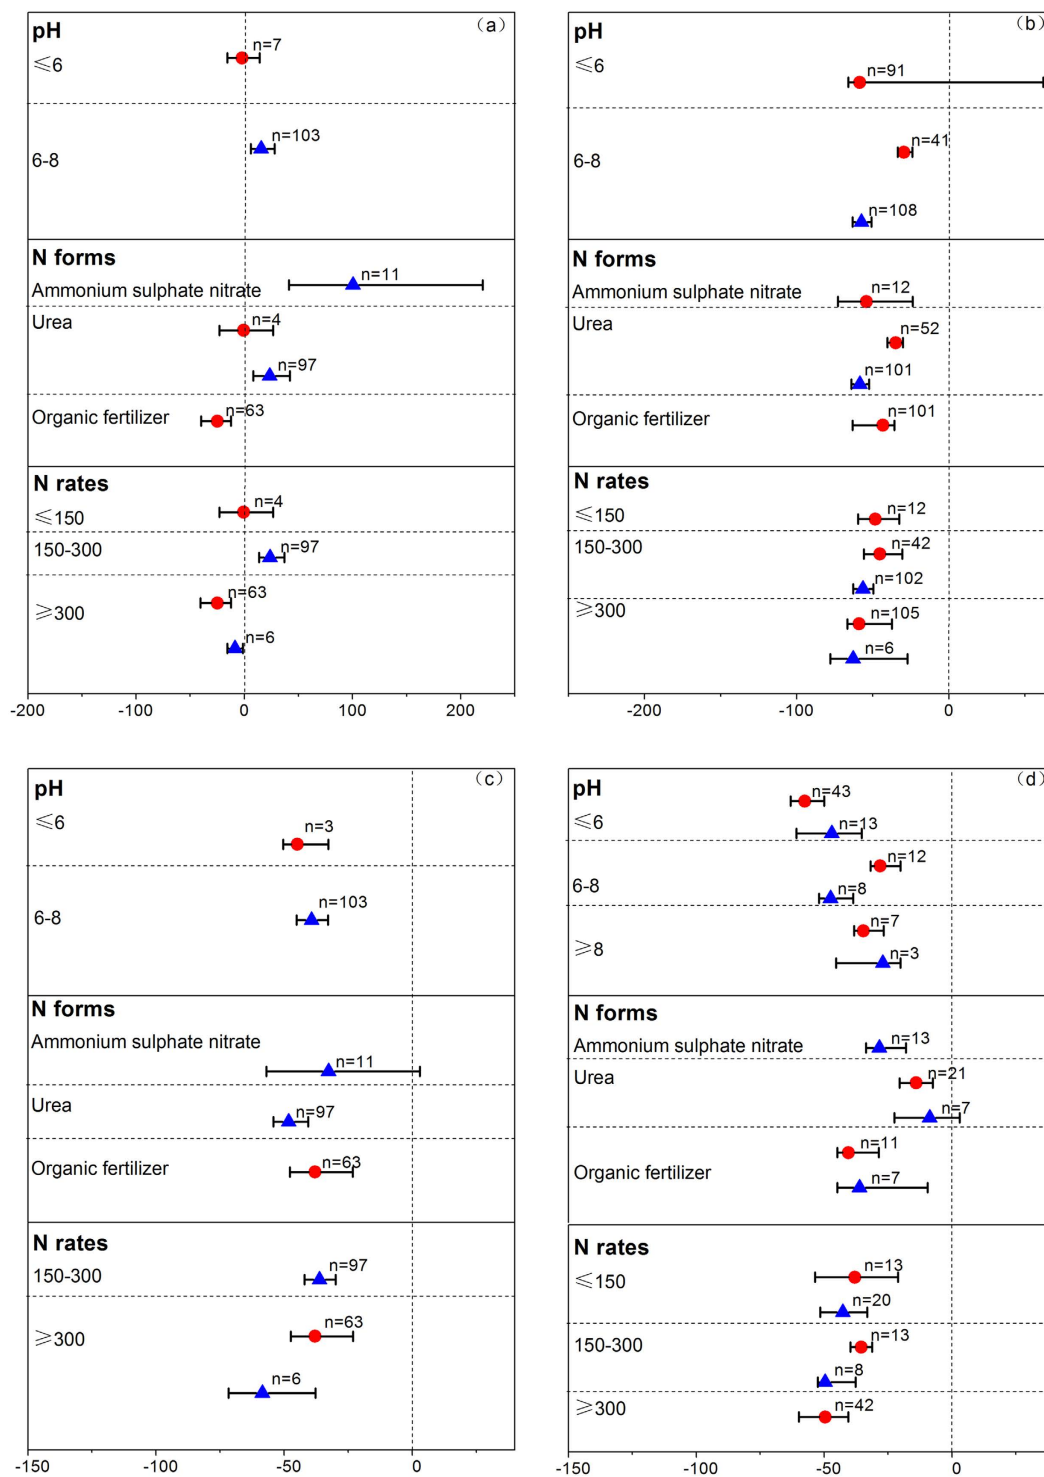 (a)
pH
n=7
≤6
n=103
6-8
N forms
n=11
Ammonium sulphate nitrate
Urea
n=4
n=97
Organic fertilizer
n=63
N rates
n=4
≤150
150-300
n=97
n=63
≥300
n=6
-200 -100 0 100 200
(b)
pH
≤6
n=91
n=41
6-8
n=108
N forms
Ammonium sulphate nitrate
n=12
Urea
n=52
n=101
Organic fertilizer
n=101
N rates
≤150
n=12
150-300
n=42
n=102
≥300
n=105
n=6
-200 -100 0
(c)
pH
≤6
n=3
n=103
6-8
N forms
Ammonium sulphate nitrate
n=11
Urea
n=97
Organic fertilizer
n=63
N rates
150-300
n=97
≥300
n=63
n=6
-150 -100 -50 0
(d)
pH
n=43
≤6
n=13
n=12
6-8
n=8
n=7
≥8
n=3
N forms
Ammonium sulphate nitrate
n=13
Urea
n=21
n=7
n=11
Organic fertilizer
n=7
N rates
≤150
n=13
n=20
150-300
n=13
n=8
≥300
n=42
-150 -100 -50 0